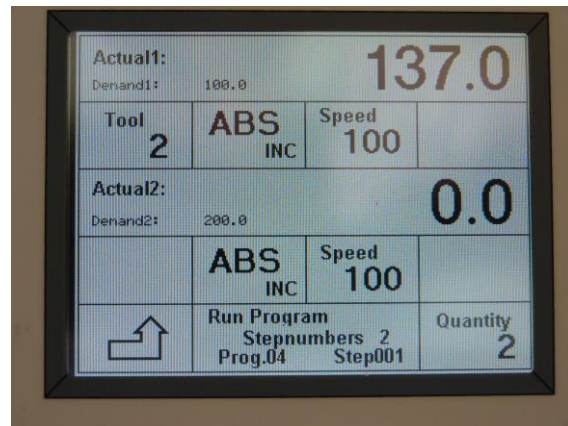 Actual1: 137.0
Demand1: 100.0
Tool ABS Speed
2 INC 100
Actual2: 0.0
Demand2: 200.0
ABS Speed
INC 100
Run Program Quantity
Stepnumbers 2 2
Prog.04 Step001